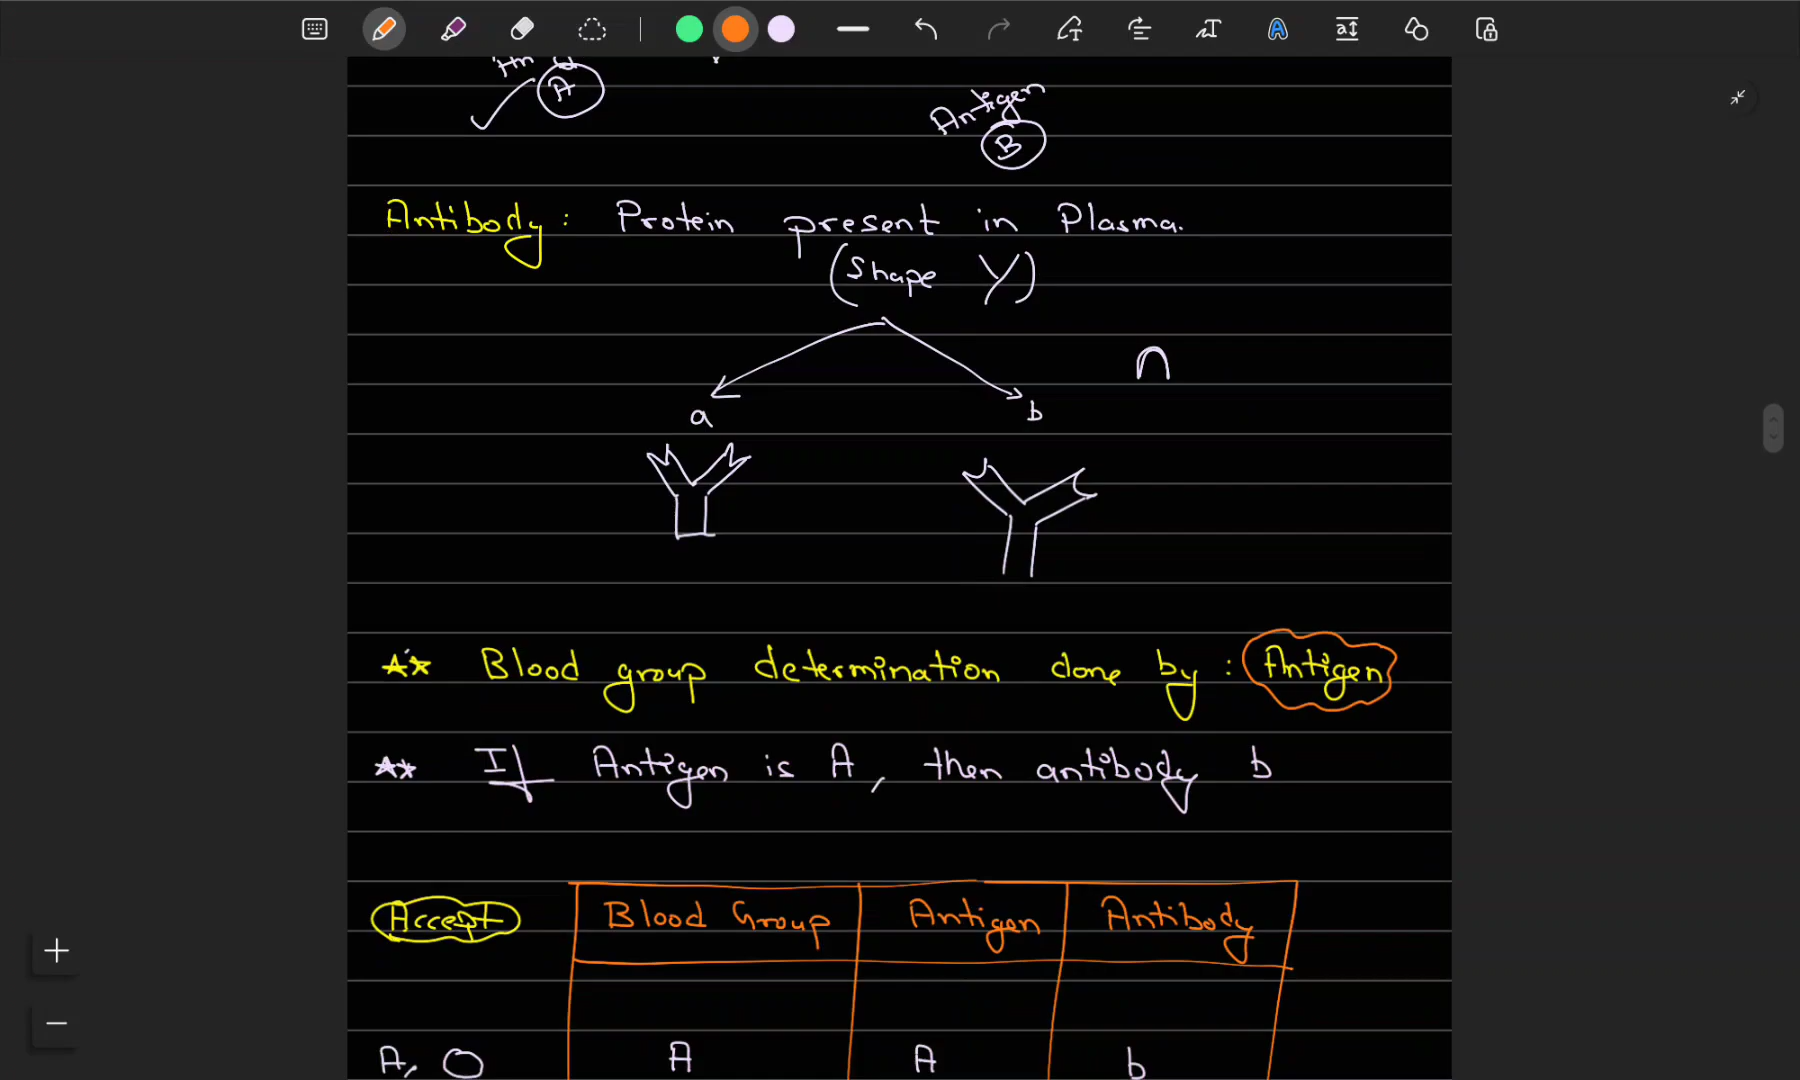 A
Antigen
B
Antibody: Protein present in Plasma.
(Shape Y)
a b
** Blood group determination done by: Antigen
** If Antigen is A, then antibody b
Accept Blood Group Antigen Antibody
A, O A A b